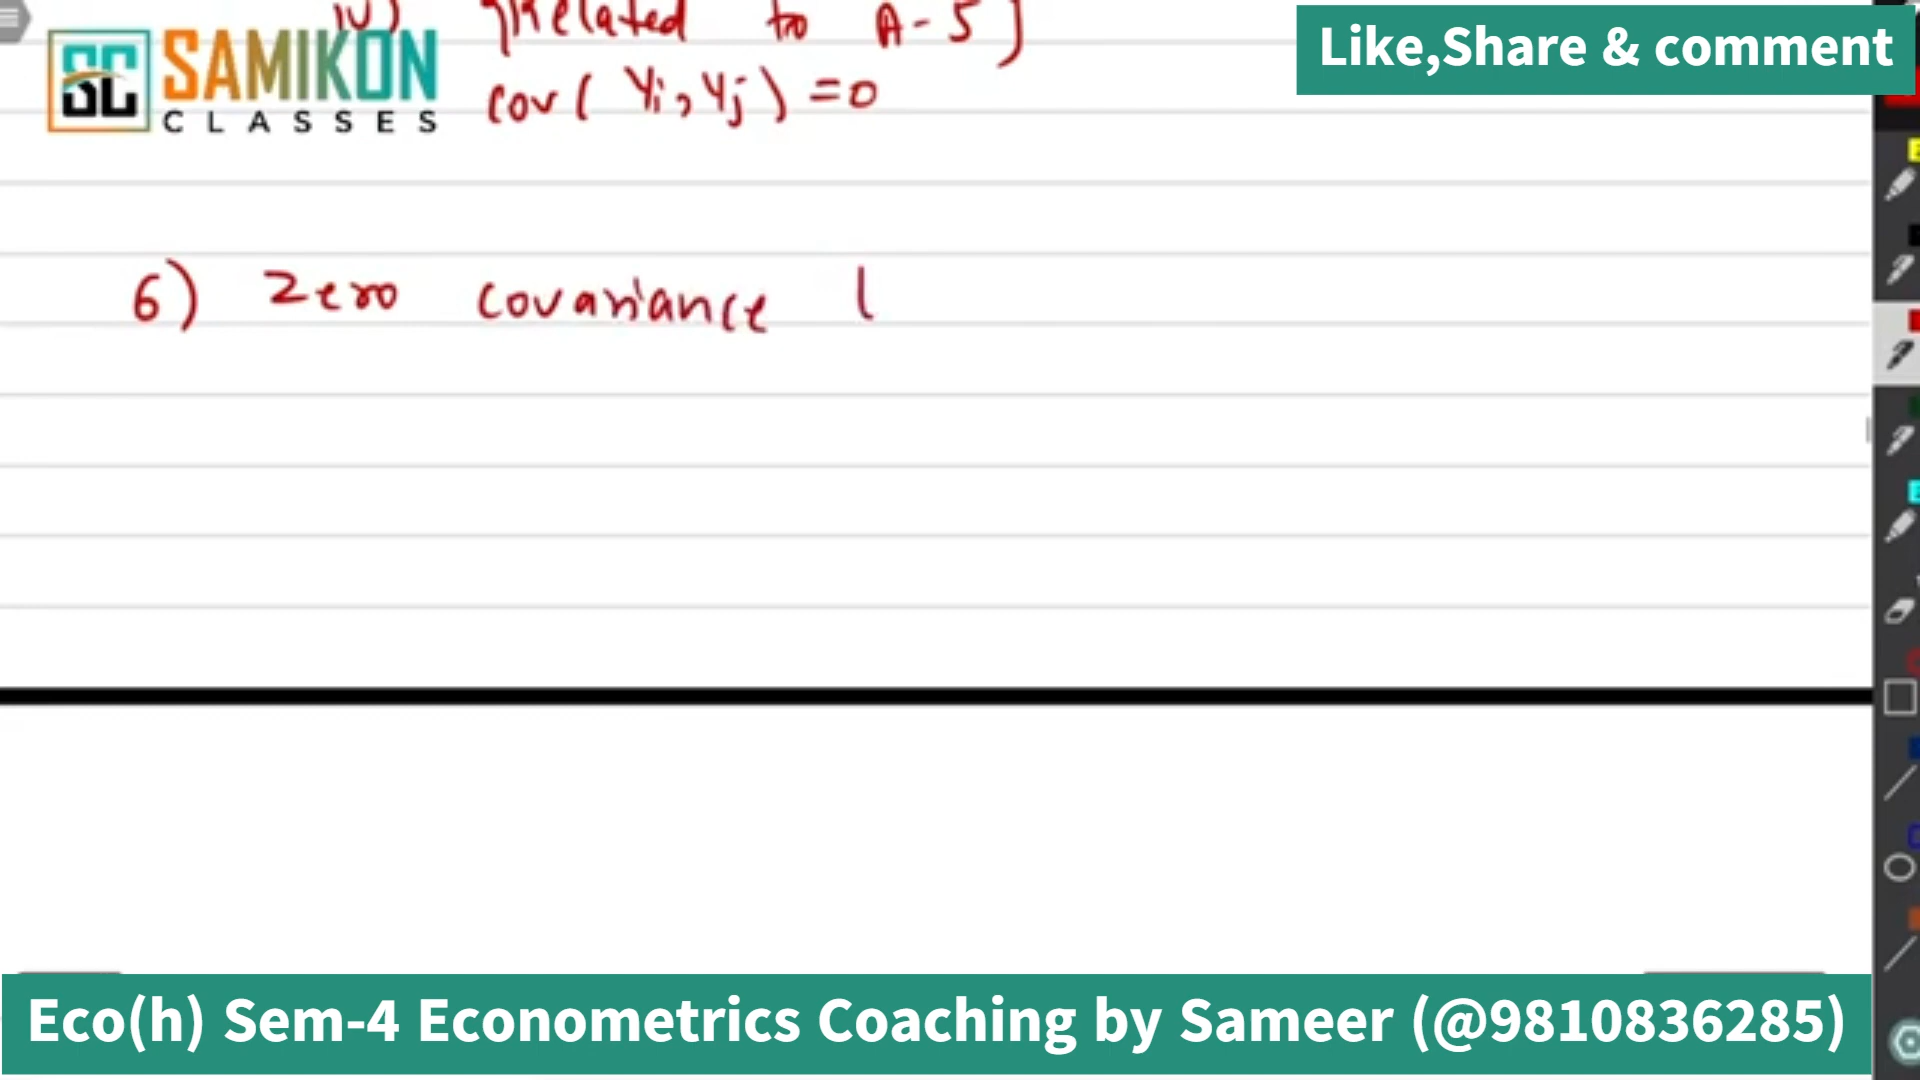 iv) [Related to A-5]
Like,Share & comment
SC SAMIKON
CLASSES
cov( Yi, Yj ) =0
6) Zero covariance
Eco(h) Sem-4 Econometrics Coaching by Sameer (@9810836285)